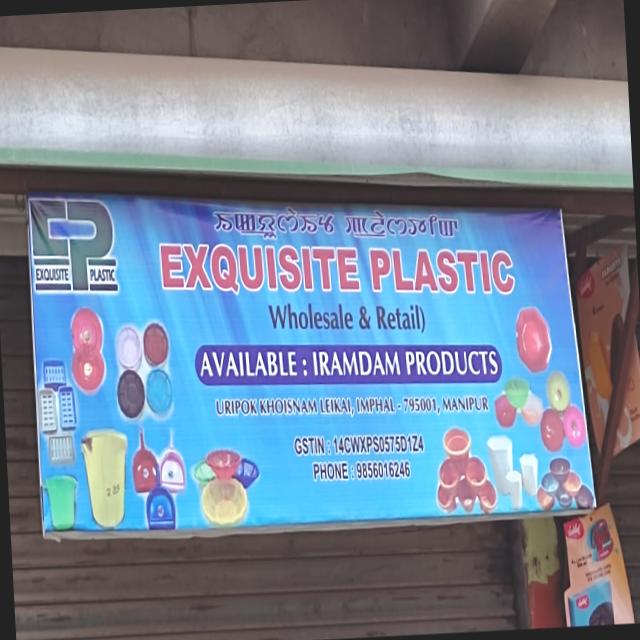 EXQUISITE PLASTIC
EXQUISITE PLASTIC
Wholesale & Retail)
AVAILABLE : IRAMDAM PRODUCTS
URIPOK KHOISNAM LEIKAI, IMPHAL - 795001, MANIPUR
GSTIN : 14CWXPS0575D1Z4
PHONE : 9856016246